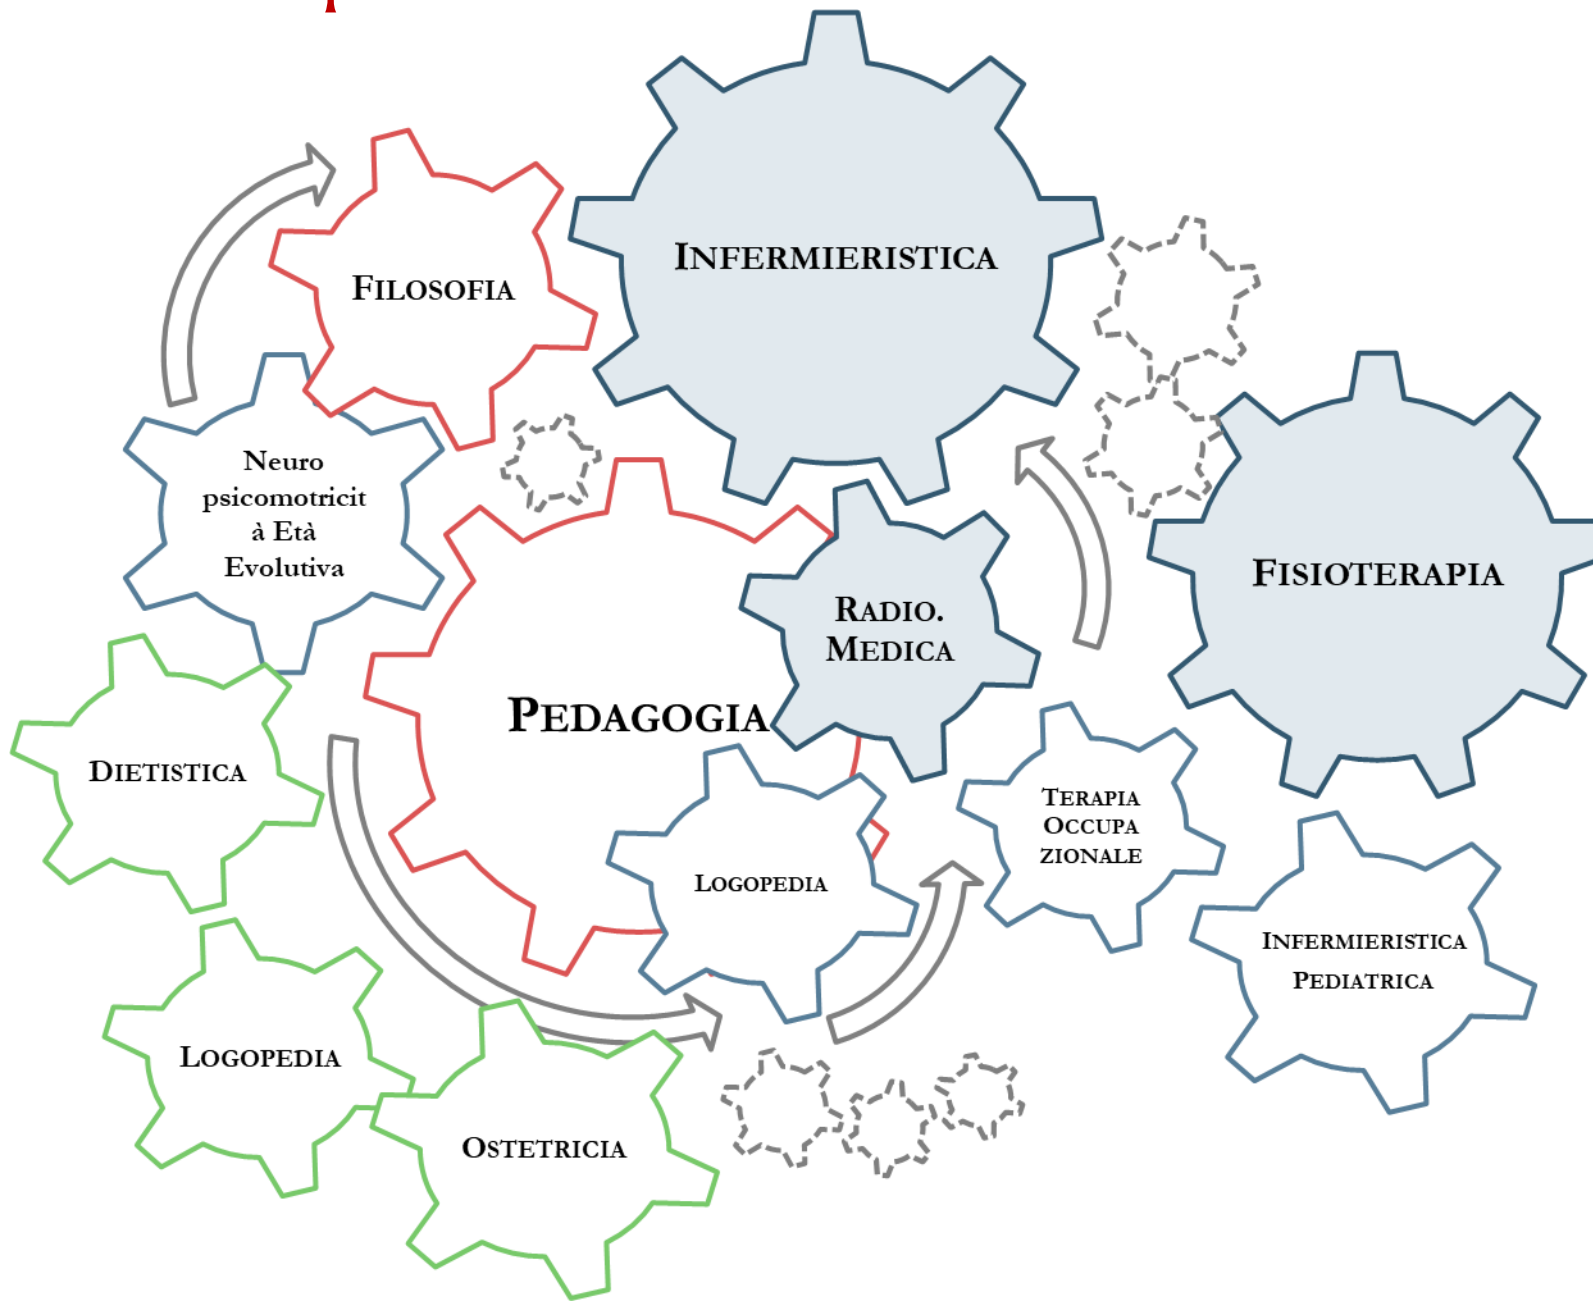 INFERMIERISTICA
FILOSOFIA
Neuro
psicomotricit
à Età
Evolutiva
FISIOTERAPIA
RADIO.
MEDICA
PEDAGOGIA
DIETISTICA
TERAPIA
OCCUPA
ZIONALE
LOGOPEDIA
INFERMIERISTICA
PEDIATRICA
LOGOPEDIA
OSTETRICIA